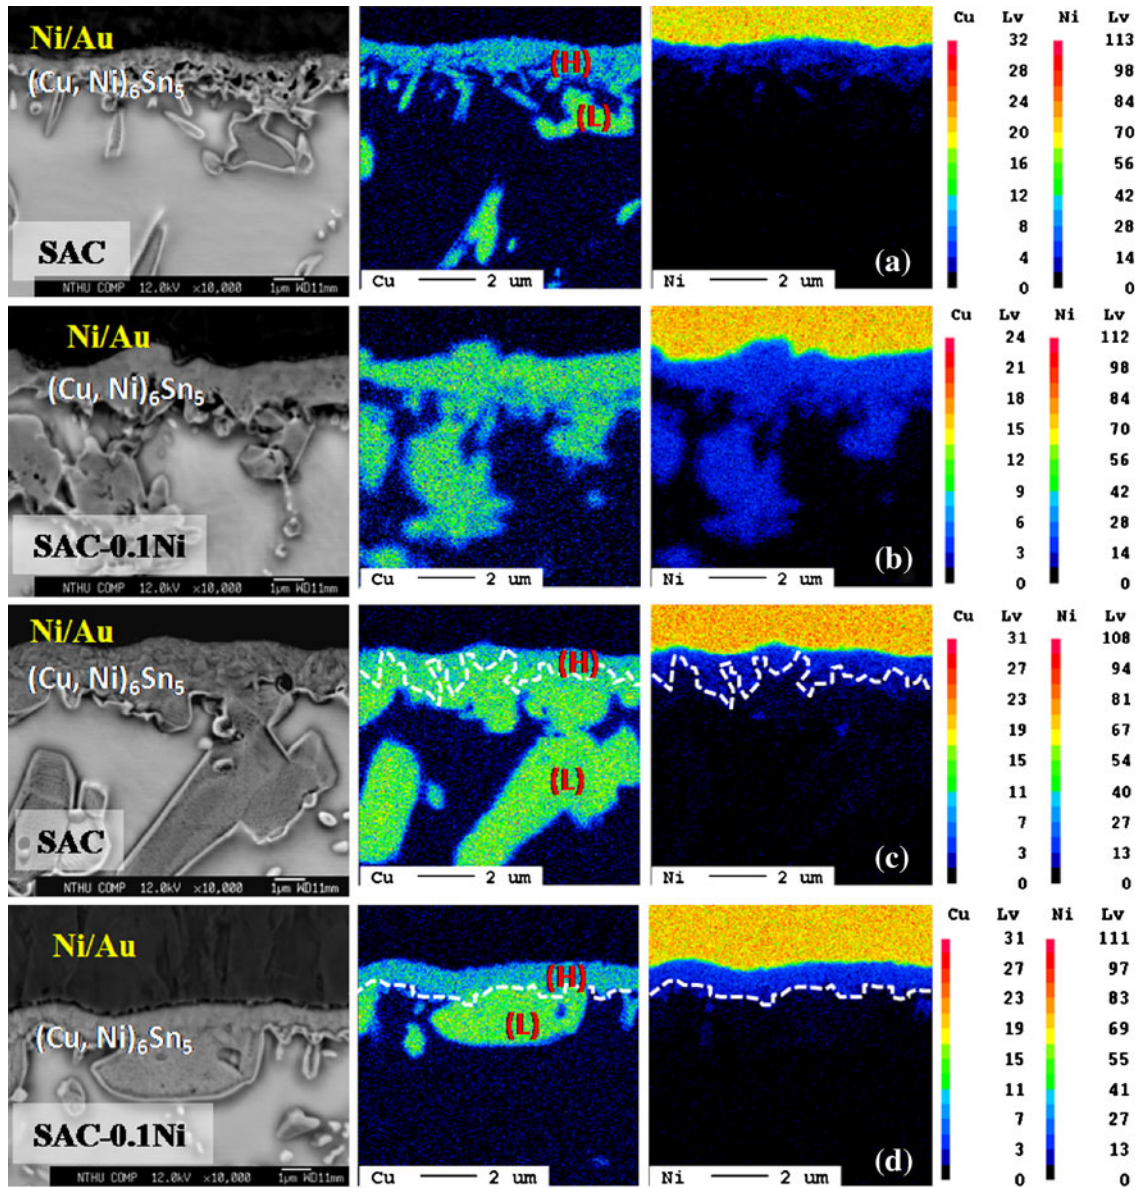 Ni/Au
(Cu, Ni)6Sn5
SAC
NTHU COMP 12.0kV ×10,000 1μm WD11mm
(H)
(L)
Cu 2 um
(a)
Ni 2 um
Cu Lv Ni Lv
32 113
28 98
24 84
20 70
16 56
12 42
8 28
4 14
0 0
Ni/Au
(Cu, Ni)6Sn5
SAC-0.1Ni
NTHU COMP 12.0kV ×10,000 1μm WD11mm
Cu 2 um
(b)
Ni 2 um
Cu Lv Ni Lv
24 112
21 98
18 84
15 70
12 56
9 42
6 28
3 14
0 0
Ni/Au
(Cu, Ni)6Sn5
SAC
NTHU COMP 12.0kV ×10,000 1μm WD11mm
(H)
(L)
Cu 2 um
(c)
Ni 2 um
Cu Lv Ni Lv
31 108
27 94
23 81
19 67
15 54
11 40
7 27
3 13
0 0
Ni/Au
(Cu, Ni)6Sn5
SAC-0.1Ni
NTHU COMP 12.0kV ×10,000 1μm WD11mm
(H)
(L)
Cu 2 um
(d)
Ni 2 um
Cu Lv Ni Lv
31 111
27 97
23 83
19 69
15 55
11 41
7 27
3 13
0 0